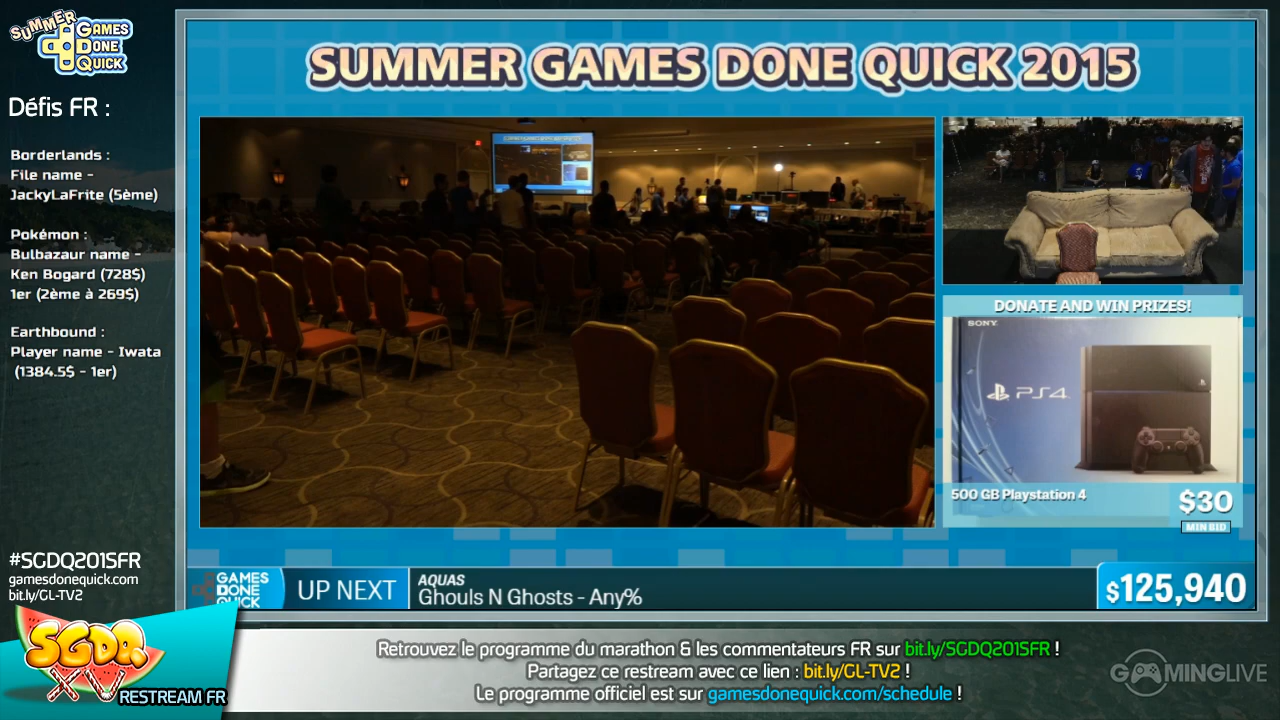 SUMMER
GAMES
DONE
QUICK
Défis FR :
Borderlands :
File name -
JackyLaFrite (5ème)
Pokémon :
Bulbazaur name -
Ken Bogard (728$)
1er (2ème à 269$)
Earthbound :
Player name - Iwata
(1384.5$ - 1er)
#SGDQ2015FR
gamesdonequick.com
bit.ly/GL-TV2
SGDQ
XV
RESTREAM FR
SUMMER GAMES DONE QUICK 2015
DONATE AND WIN PRIZES!
SONY
PS4
500 GB Playstation 4
$30
MIN BID
GAMES
DONE
QUICK
UP NEXT
AQUAS
Ghouls N Ghosts - Any%
$125,940
Retrouvez le programme du marathon & les commentateurs FR sur bit.ly/SGDQ2015FR !
Partagez ce restream avec ce lien : bit.ly/GL-TV2 !
Le programme officiel est sur gamesdonequick.com/schedule !
GAMINGLIVE